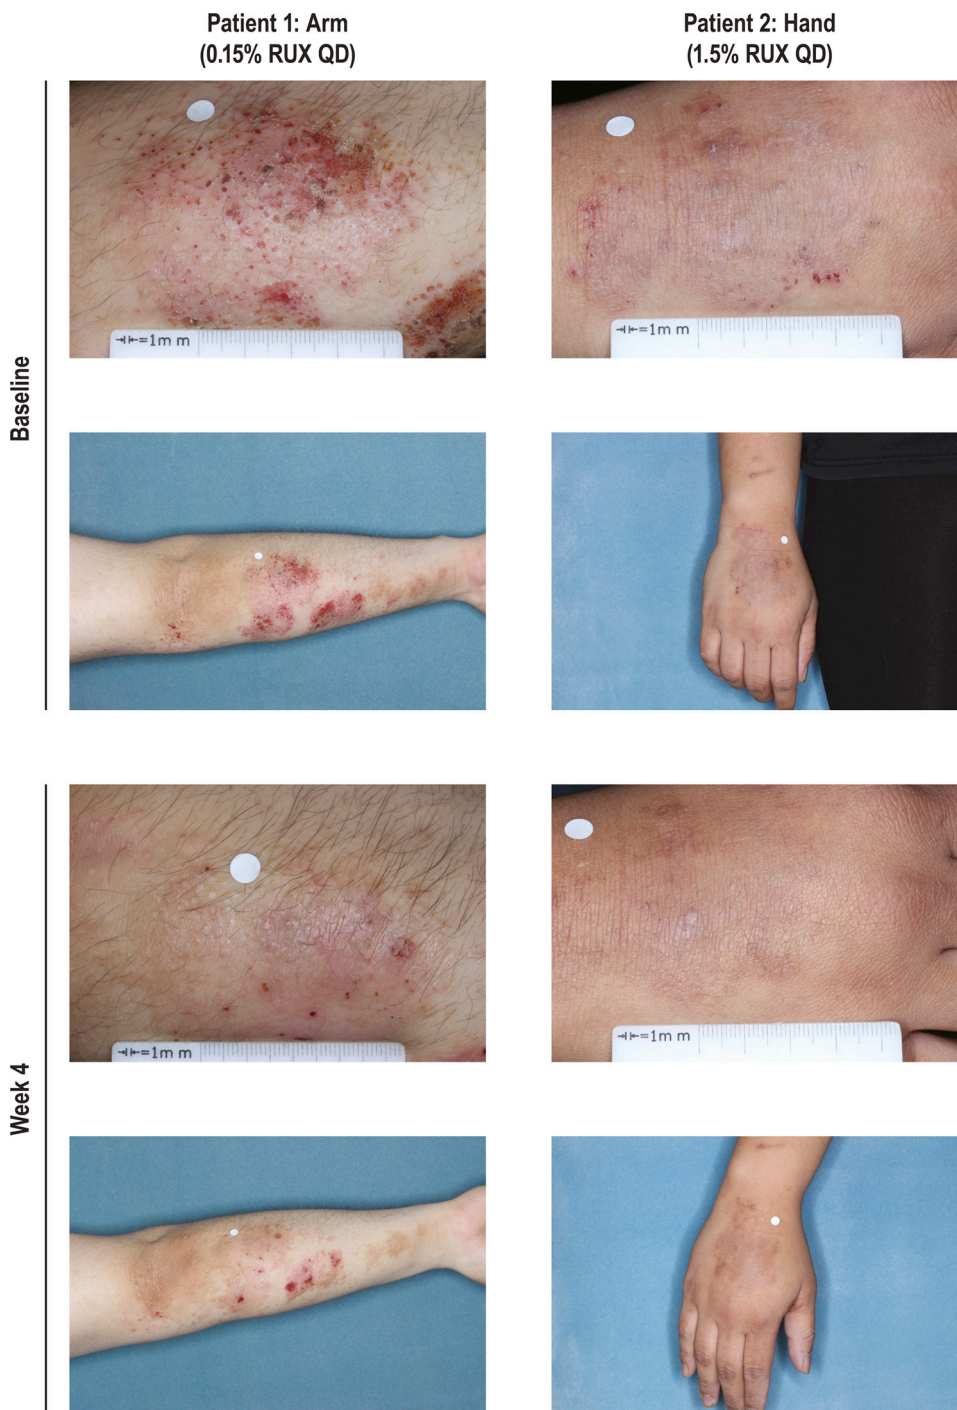 Patient 1: Arm
(0.15% RUX QD)
Patient 2: Hand
(1.5% RUX QD)
Baseline
=1m m
=1m m
Week 4
=1m m
=1m m